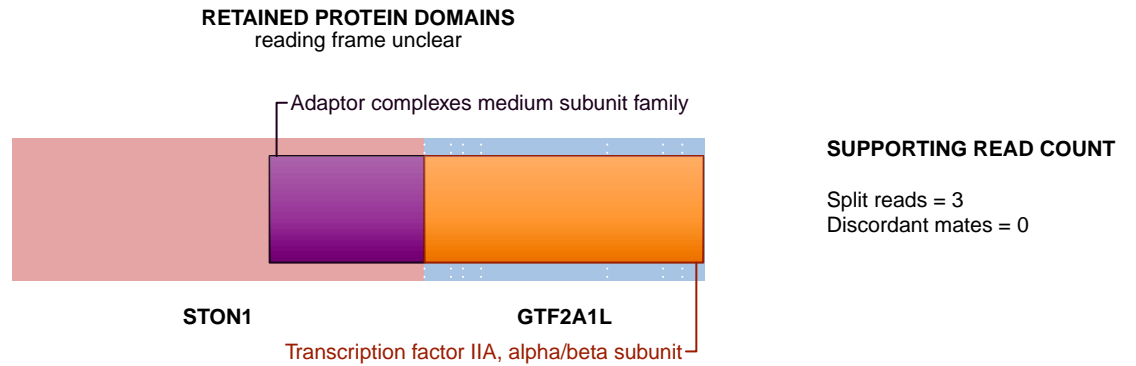 RETAINED PROTEIN DOMAINS
reading frame unclear
Adaptor complexes medium subunit family
SUPPORTING READ COUNT
Split reads = 3
Discordant mates = 0
STON1
GTF2A1L
Transcription factor IIA, alpha/beta subunit